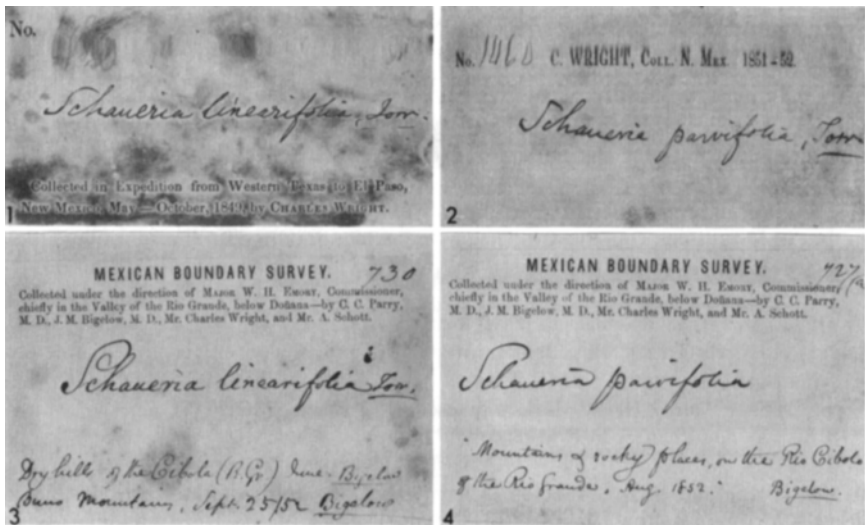 No.
Schaueria linearifolia, Torr.
Collected in Expedition from Western Texas to El Paso,
New Mexico, May—October, 1849, by CHARLES WRIGHT.
1
No. 1460 C. WRIGHT, COLL. N. MEX. 1851-52.
Schaueria parvifolia, Torr
2
MEXICAN BOUNDARY SURVEY. 730
Collected under the direction of MAJOR W. H. EMORY, Commissioner,
chiefly in the Valley of the Rio Grande, below Doñana—by C. C. Parry,
M. D., J. M. Bigelow, M. D., Mr. Charles Wright, and Mr. A. Schott.
Schaueria linearifolia Torr.
Dry hills of the Cibola (R. Gr.) June Bigelow
Mountains, Sept. 25/52 Bigelow
3
MEXICAN BOUNDARY SURVEY. 727
Collected under the direction of MAJOR W. H. EMORY, Commissioner,
chiefly in the Valley of the Rio Grande, below Doñana—by C. C. Parry,
M. D., J. M. Bigelow, M. D., Mr. Charles Wright, and Mr. A. Schott.
Schaueria parvifolia
Mountains & rocky places, on the Rio Cibolo
of the Rio Grande, Aug. 1852. Bigelow.
4